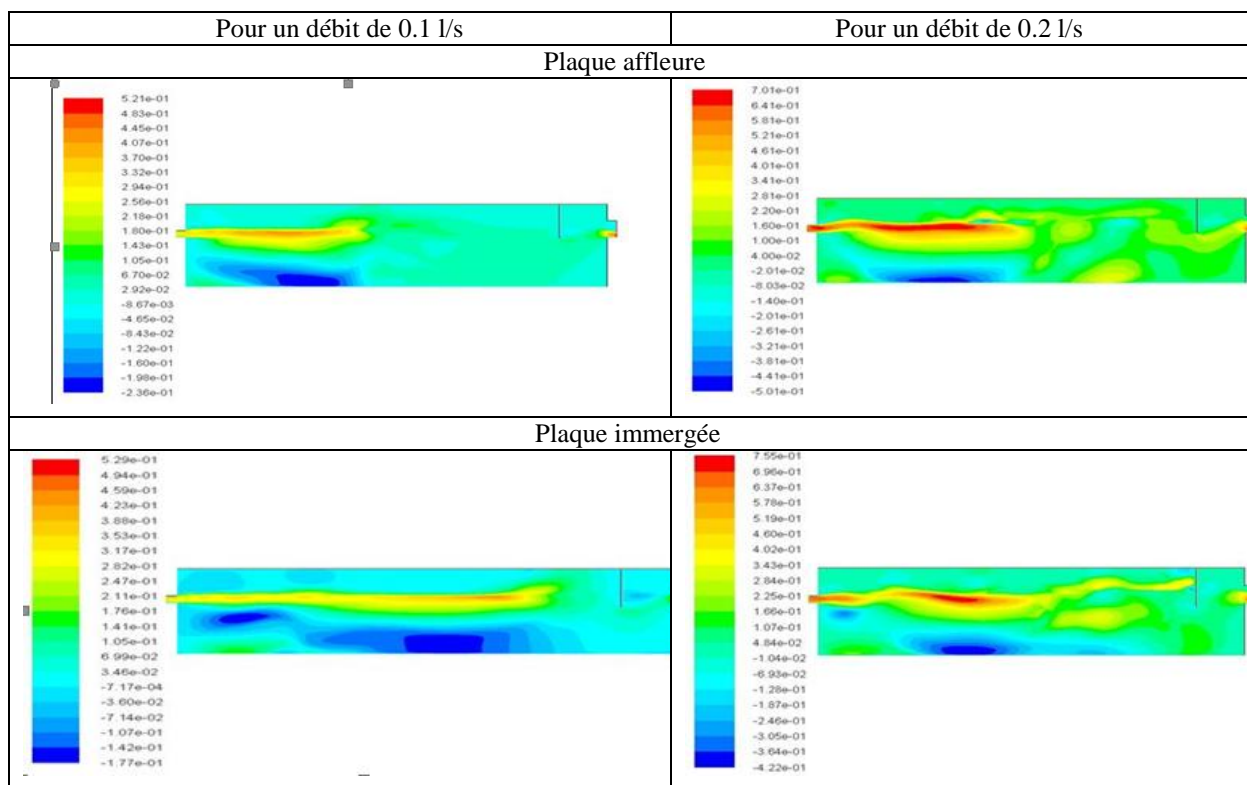 Pour un débit de 0.1 l/s
Pour un débit de 0.2 l/s
Plaque affleure
5.21e-01
4.83e-01
4.45e-01
4.07e-01
3.70e-01
3.32e-01
2.94e-01
2.56e-01
2.18e-01
1.80e-01
1.43e-01
1.05e-01
6.70e-02
2.92e-02
-8.67e-03
-4.65e-02
-8.43e-02
-1.22e-01
-1.60e-01
-1.98e-01
-2.36e-01
7.01e-01
6.41e-01
5.81e-01
5.21e-01
4.61e-01
4.01e-01
3.41e-01
2.81e-01
2.20e-01
1.60e-01
1.00e-01
4.00e-02
-2.01e-02
-8.03e-02
-1.40e-01
-2.01e-01
-2.61e-01
-3.21e-01
-3.81e-01
-4.41e-01
-5.01e-01
Plaque immergée
5.29e-01
4.94e-01
4.59e-01
4.23e-01
3.88e-01
3.53e-01
3.17e-01
2.82e-01
2.47e-01
2.11e-01
1.76e-01
1.41e-01
1.05e-01
6.99e-02
3.46e-02
-7.17e-04
-3.60e-02
-7.14e-02
-1.07e-01
-1.42e-01
-1.77e-01
7.55e-01
6.96e-01
6.37e-01
5.78e-01
5.19e-01
4.60e-01
4.02e-01
3.43e-01
2.84e-01
2.25e-01
1.66e-01
1.07e-01
4.84e-02
-1.04e-02
-6.93e-02
-1.28e-01
-1.87e-01
-2.46e-01
-3.05e-01
-3.64e-01
-4.22e-01